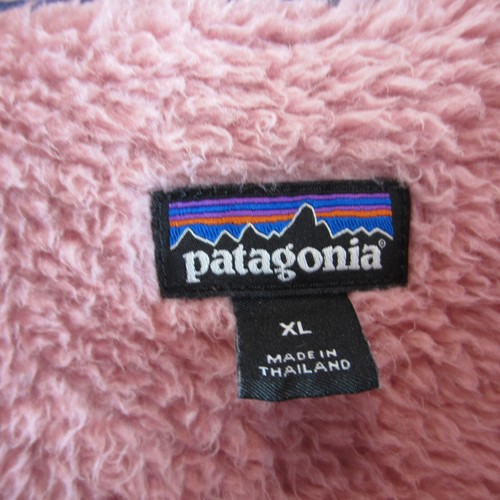 patagonia®
XL
MADE IN
THAILAND